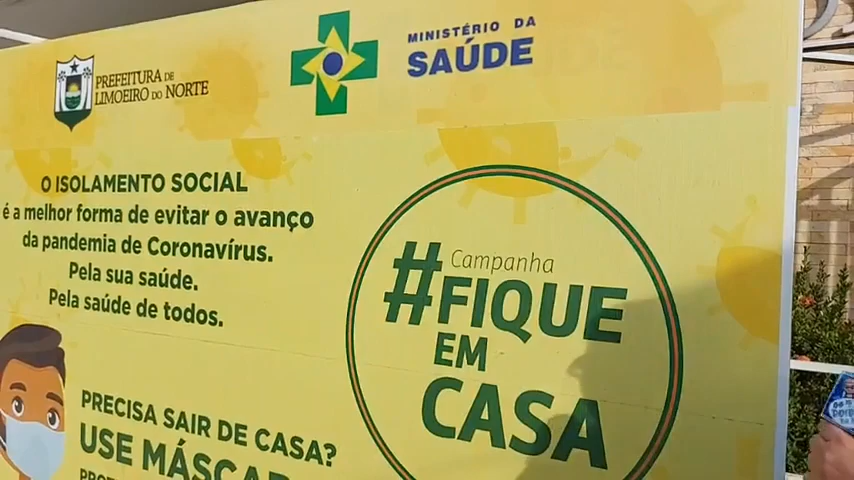 PREFEITURA DE
LIMOEIRO DO NORTE
MINISTÉRIO DA
SAÚDE
O ISOLAMENTO SOCIAL
é a melhor forma de evitar o avanço
da pandemia de Coronavírus.
Pela sua saúde.
Pela saúde de todos.
Campanha
#FIQUE
EM
CASA
PRECISA SAIR DE CASA?
USE MÁSCAR